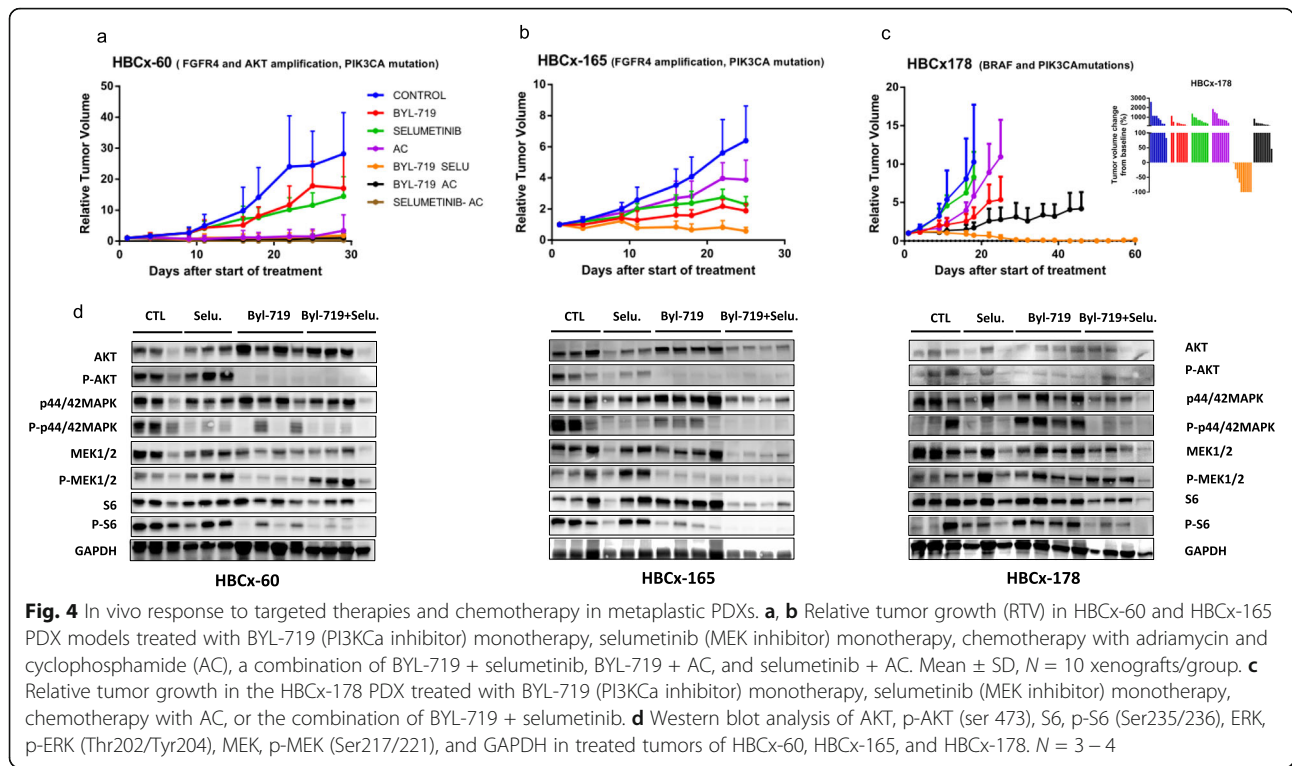 a
HBCx-60 ( FGFR4 and AKT amplification, PIK3CA mutation)
Relative Tumor Volume
50
40
30
20
10
0
0
10
20
30
Days after start of treatment
CONTROL
BYL-719
SELUMETINIB
AC
BYL-719 SELU
BYL-719 AC
SELUMETINIB- AC
b
HBCx-165 (FGFR4 amplification, PIK3CA mutation)
Relative Tumor Volume
10
8
6
4
2
0
0
10
20
30
Days after start of treatment
c
HBCx178 (BRAF and PIK3CAmutations)
Relative Tumor Volume
20
15
10
5
0
0
20
40
60
Days after start of treatment
HBCx-178
Tumor volume change
from baseline (%)
3000
2000
1000
100
50
0
-50
-100
d
CTL Selu. Byl-719 Byl-719+Selu.
AKT
P-AKT
p44/42MAPK
P-p44/42MAPK
MEK1/2
P-MEK1/2
S6
P-S6
GAPDH
HBCx-60
CTL Selu. Byl-719 Byl-719+Selu.
HBCx-165
CTL Selu. Byl-719 Byl-719+Selu.
AKT
P-AKT
p44/42MAPK
P-p44/42MAPK
MEK1/2
P-MEK1/2
S6
P-S6
GAPDH
HBCx-178
Fig. 4 In vivo response to targeted therapies and chemotherapy in metaplastic PDXs. a, b Relative tumor growth (RTV) in HBCx-60 and HBCx-165
PDX models treated with BYL-719 (PI3KCa inhibitor) monotherapy, selumetinib (MEK inhibitor) monotherapy, chemotherapy with adriamycin and
cyclophosphamide (AC), a combination of BYL-719 + selumetinib, BYL-719 + AC, and selumetinib + AC. Mean ± SD, N = 10 xenografts/group. c
Relative tumor growth in the HBCx-178 PDX treated with BYL-719 (PI3KCa inhibitor) monotherapy, selumetinib (MEK inhibitor) monotherapy,
chemotherapy with AC, or the combination of BYL-719 + selumetinib. d Western blot analysis of AKT, p-AKT (ser 473), S6, p-S6 (Ser235/236), ERK,
p-ERK (Thr202/Tyr204), MEK, p-MEK (Ser217/221), and GAPDH in treated tumors of HBCx-60, HBCx-165, and HBCx-178. N = 3 – 4